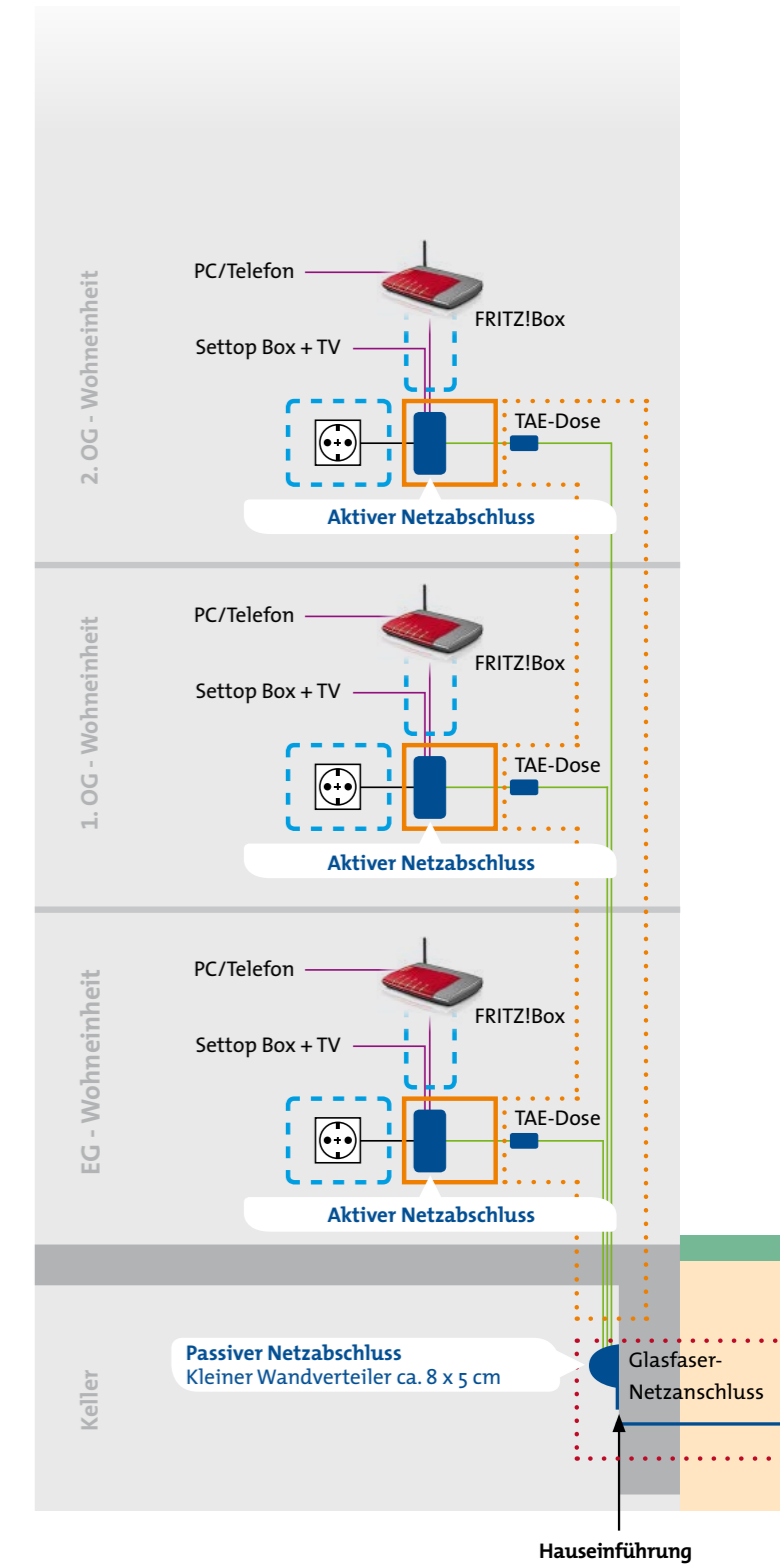 2. OG - Wohneinheit
PC/Telefon
FRITZ!Box
Settop Box + TV
TAE-Dose
Aktiver Netzabschluss
1. OG - Wohneinheit
PC/Telefon
FRITZ!Box
Settop Box + TV
TAE-Dose
Aktiver Netzabschluss
EG - Wohneinheit
PC/Telefon
FRITZ!Box
Settop Box + TV
TAE-Dose
Aktiver Netzabschluss
Keller
Passiver Netzabschluss
Kleiner Wandverteiler ca. 8 x 5 cm
Glasfaser-
Netzanschluss
Hauseinführung